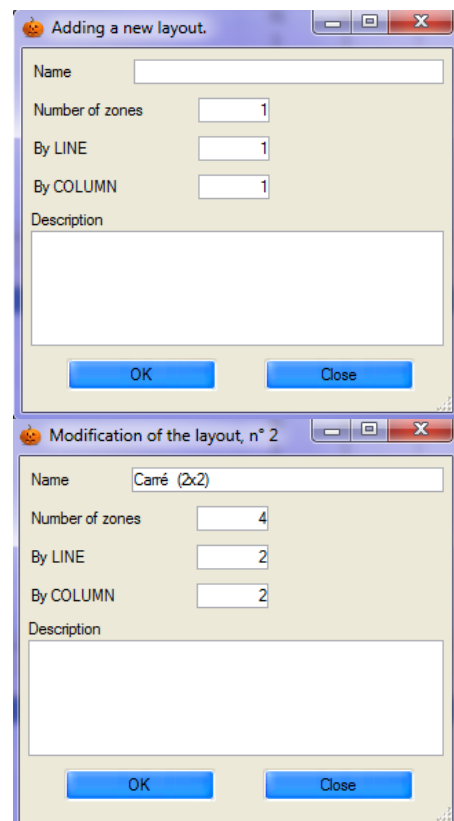 Adding a new layout.
Name
Number of zones 1
By LINE 1
By COLUMN 1
Description
OK Close
Modification of the layout, n° 2
Name Carré (2x2)
Number of zones 4
By LINE 2
By COLUMN 2
Description
OK Close